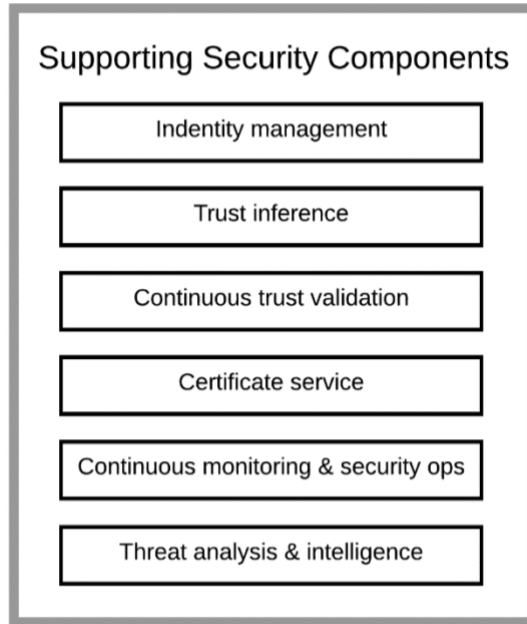 Supporting Security Components
Indentity management
Trust inference
Continuous trust validation
Certificate service
Continuous monitoring & security ops
Threat analysis & intelligence